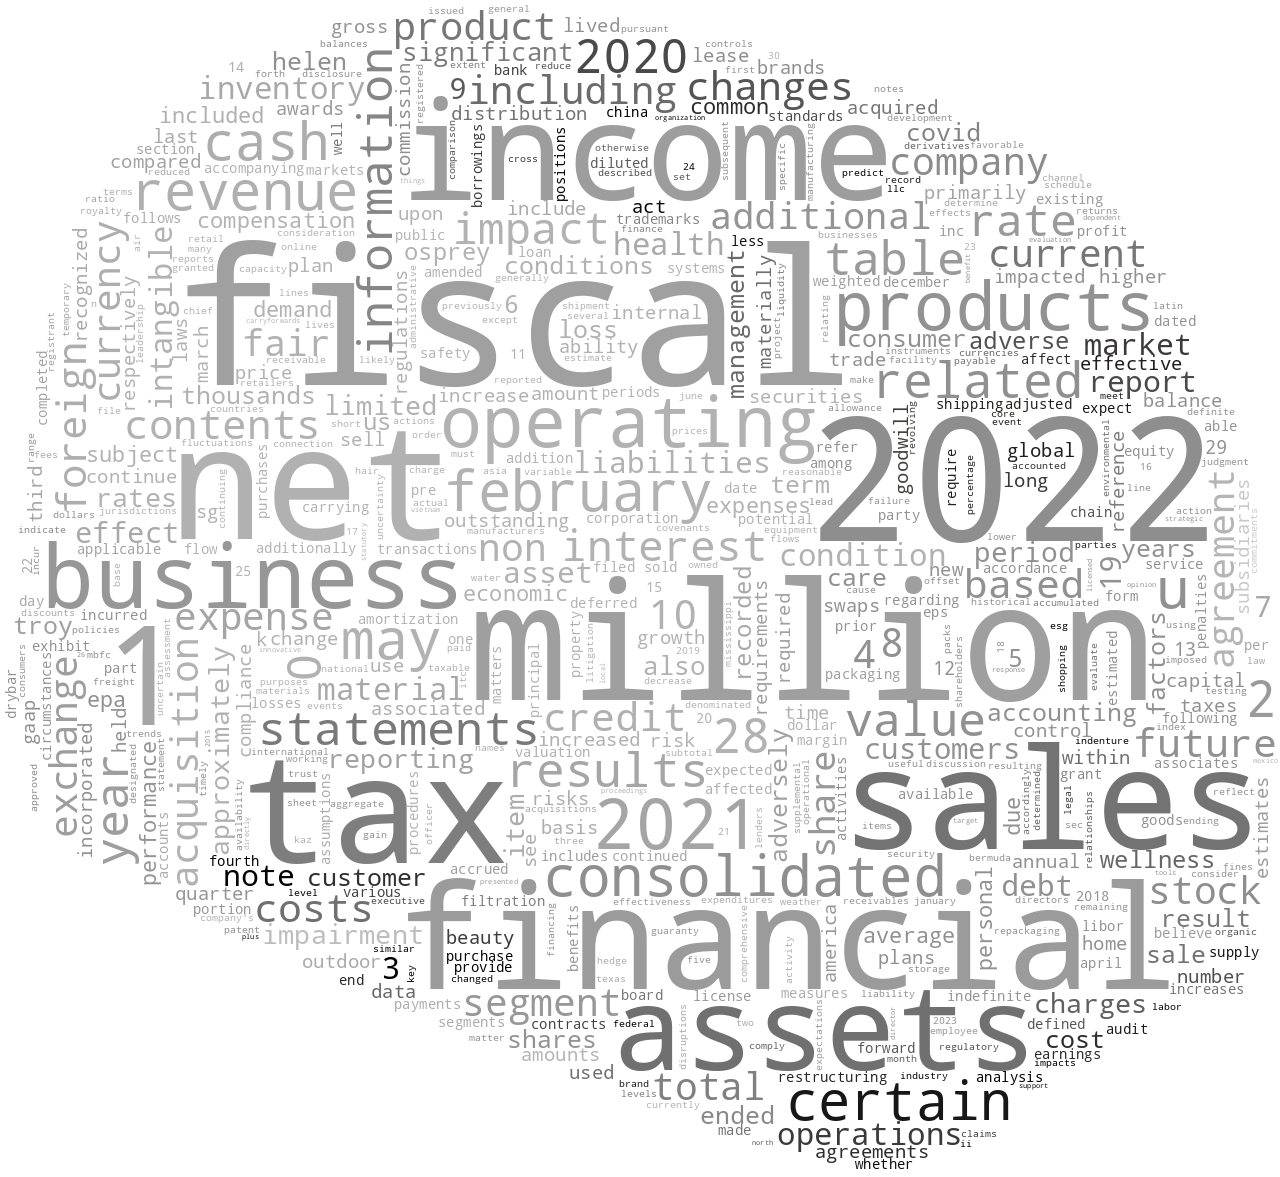 issued general
gross product lived pursuant
balances significant 2020 lease controls
helen extent bank reduce first brands 30
14 forth disclosure
inventory information registered 9 including changes notes
included awards commission distribution china common standards acquired development
last well organization covid
section comparison borrowings positions otherwise derivatives favorable
compared cash income company
reduced accompanying markets cross diluted described 24 set subsequent specific manufacturing predict record llc
terms revenue things primarily channel schedule
ratio royalty compensation include act additional determine existing
follows upon trademarks effects rate returns
consideration public impact finance businesses inc profit dependent
air retail online osprey health less table current evaluation
many reports granted capacity plan regulations amended loan conditions systems weighted december 23 benefit impacted higher
recognized currency intangible fiscal generally management materially liquidity relating products latin
temporary n lines previously shipment 6 internal project dated
registrant leadership respectively laws chief demand administrative except several loss instruments currencies consumer adverse market
foreign march fair carryforwards lives ability trade facility payable affect effective
likely receivable safety 11 estimate make related report
completed price retailers reported increase amount periods june securities allowance meet balance
file countries thousands limited shipping adjusted expect definite
contents short us actions operating prices core event able
fluctuations connection sell order must refer goodwill revolving global environmental 29
range fees subject net hair addition liabilities reasonable among 2022 accounted equity judgment
third continue continuing purchases charge asia variable require percentage long reference
dollars rates jurisdictions sg uncertainty pre actual february date term lead failure 16 line
indicate effect carrying vietnam outstanding corporation expenses potential party chain action strategic
applicable flow 17 statutory manufacturers non interest covenants equipment lower agreement subsidiaries commitments
22 incur additionally transactions flows condition period parties years
25 filed sold owned accordance service
business base asset 15 care new based licensed
day economic water recorded cause offset form opinion
discounts incurred expense amortization deferred million swaps regarding historical accumulated u 7
troy policies may 10 mississippi eps esg using
exhibit k change one paid growth 4 8 prior packs 18 penalties per
consumers 26 mbfc innovative 1 0 2019 also requirements required 5 factors law
uncertain assessment national use taxable property litigation local packaging 12 shareholders response shopping evaluate estimated 13 imposed
drybar part purposes matters decrease capital testing
exchange freight compliance materials material itc principal 2
epa losses events associated denominated taxes
gaap circumstances held acquisition approximately statements credit 20 28 time value accounting following
trends 2015 names increased risk dollar control index
year incorporated performance statement timely international valuation subtotal margin customers indenture future
approved designated availability working reporting results expected adversely useful discussion resulting within associates mexico
accounts directly trust tax item proceedings affected share activities available due accordingly determined legal grant reflect
sheet aggregate acquisitions supplemental operational sales relationships estimates
assumptions kaz gain procedures officer see risks 2021 21 lenders items target sec goods ending
basis three security
fourth accrued includes continued bermuda annual wellness fines
note customer presented consolidated directors consider
quarter level various filtration effectiveness expenditures weather receivables january debt tools stock
portion company's costs executive financial personal 2018 remaining
patent financing guaranty comprehensive repackaging libor result
plus impairment beauty benefits america average home believe organic
similar purchase hedge five activity plans april sale supply
outdoor 3 key provide changed texas storage number
end data board license measures liability indefinite charges increases
payments segment contracts federal two disruptions expectations assets director 2023 defined labor
segments matter shares comply employee cost audit
amounts forward regulatory earnings
used month impacts
brand total restructuring industry analysis
levels support
currently certain
ended
made north operations claims
ii
agreements
whether